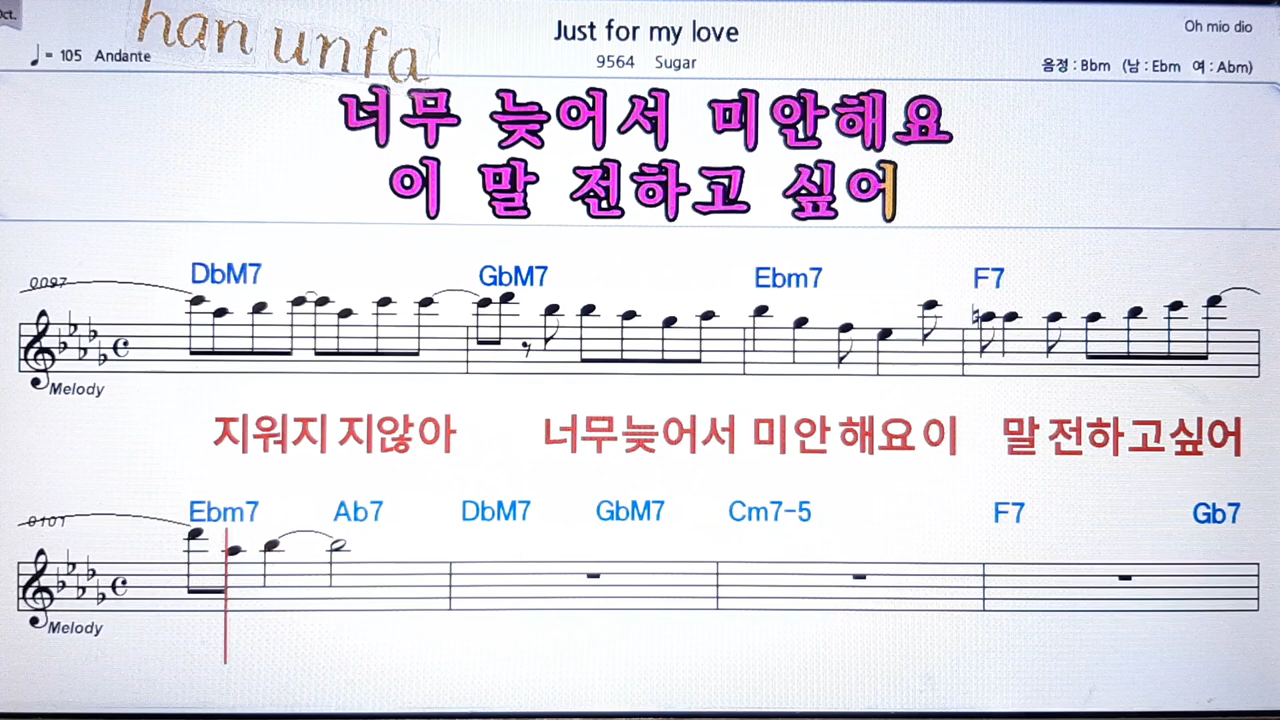 Oct.
han unfa
Just for my love
Oh mio dio
♩= 105 Andante
9564 Sugar
음정 : Bbm (남 : Ebm 여 : Abm)
너무 늦어서 미안해요
이 말 전하고 싶어
0097 DbM7 GbM7 Ebm7 F7
Melody
지워지 지않아 너무늦어서 미안해요이 말전하고싶어
0101 Ebm7 Ab7 DbM7 GbM7 Cm7-5 F7 Gb7
Melody